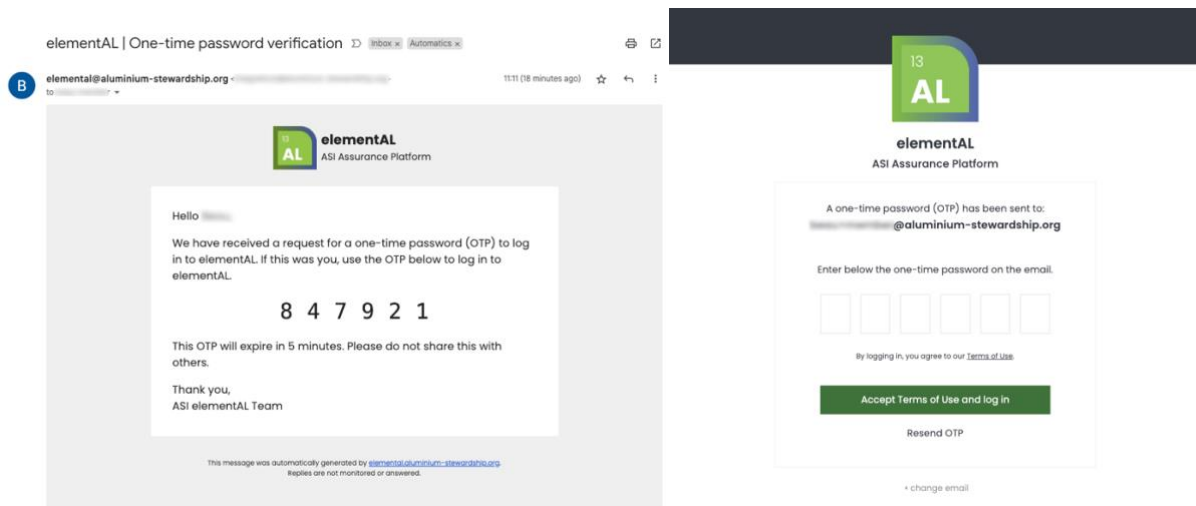 elementAL | One-time password verification Inbox x Automatics x
B
elemental@aluminium-stewardship.org 11:11 (18 minutes ago)
to
13
AL
elementAL
ASI Assurance Platform
Hello
We have received a request for a one-time password (OTP) to log
in to elementAL. If this was you, use the OTP below to log in to
elementAL.
8 4 7 9 2 1
This OTP will expire in 5 minutes. Please do not share this with
others.
Thank you,
ASI elementAL Team
This message was automatically generated by elemental.aluminium-stewardship.org.
Replies are not monitored or answered.
13
AL
elementAL
ASI Assurance Platform
A one-time password (OTP) has been sent to:
@aluminium-stewardship.org
Enter below the one-time password on the email.
By logging in, you agree to our Terms of Use.
Accept Terms of Use and log in
Resend OTP
‹ change email